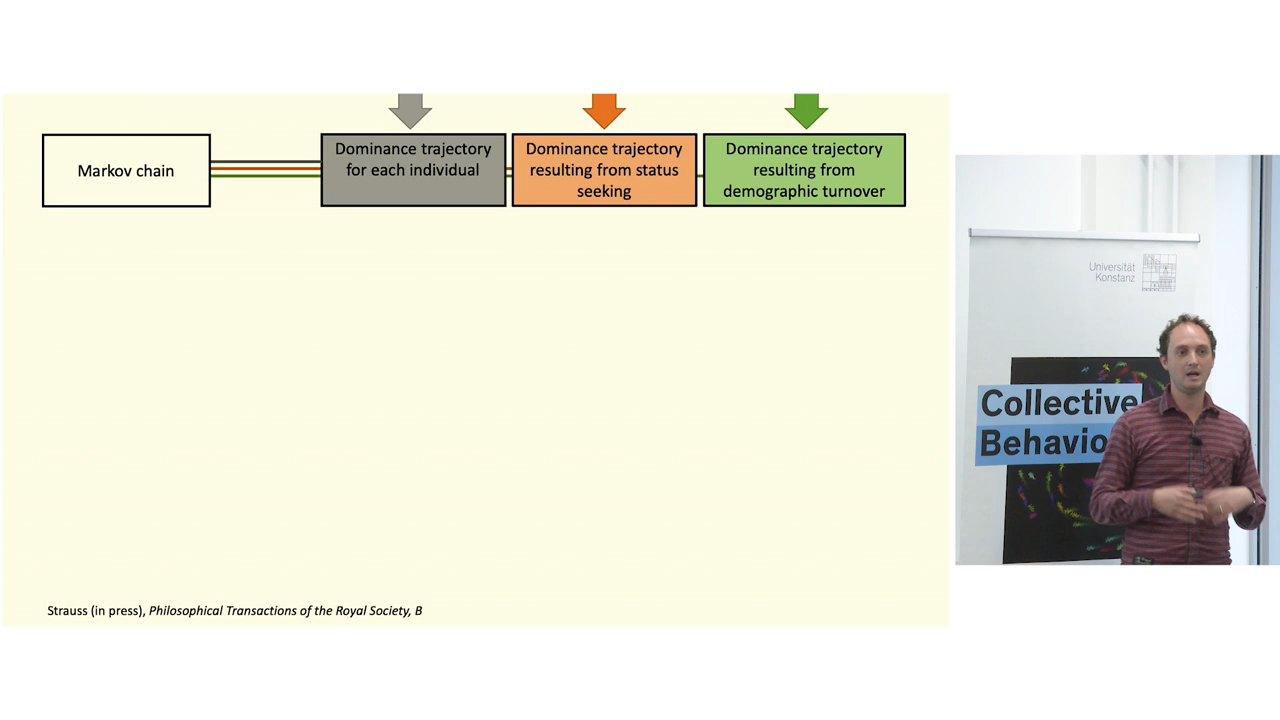 Markov chain
Dominance trajectory
for each individual
Dominance trajectory
resulting from status
seeking
Dominance trajectory
resulting from
demographic turnover
Strauss (in press), Philosophical Transactions of the Royal Society, B
Universität
Konstanz
Collective
Behavio